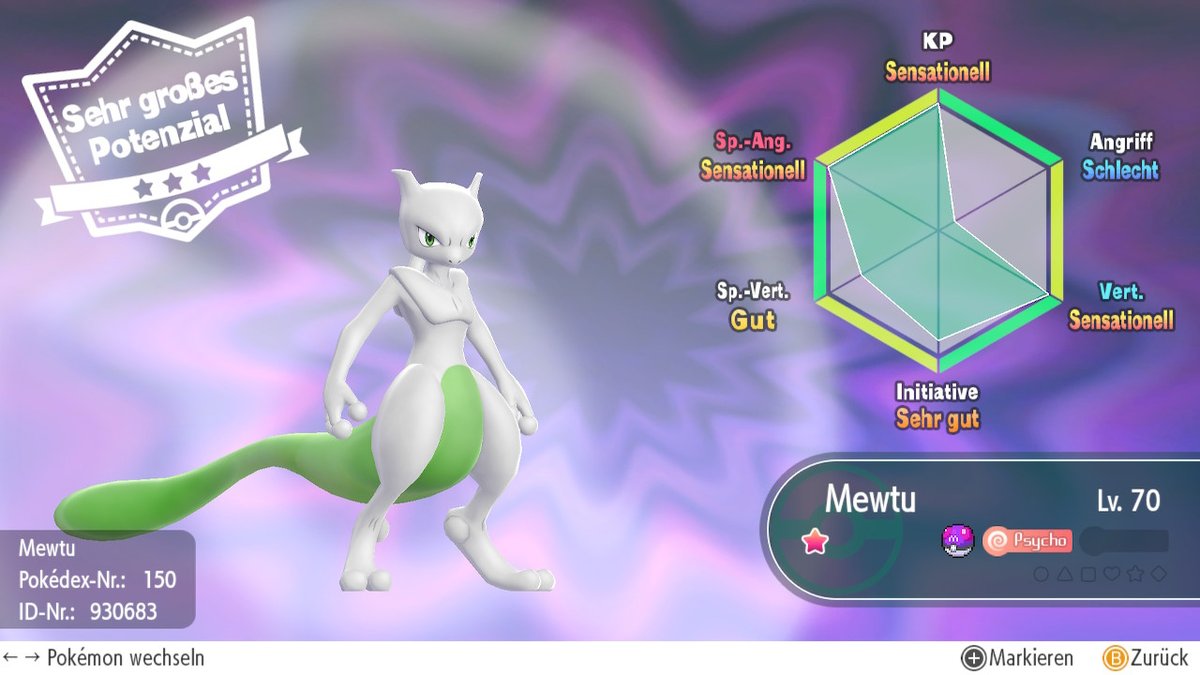 Sehr großes
Potenzial
KP
Sensationell
Sp.-Ang.
Sensationell
Angriff
Schlecht
Sp.-Vert.
Gut
Vert.
Sensationell
Initiative
Sehr gut
Mewtu
Lv. 70
Psycho
Mewtu
Pokédex-Nr.: 150
ID-Nr.: 930683
← → Pokémon wechseln
+ Markieren
B Zurück